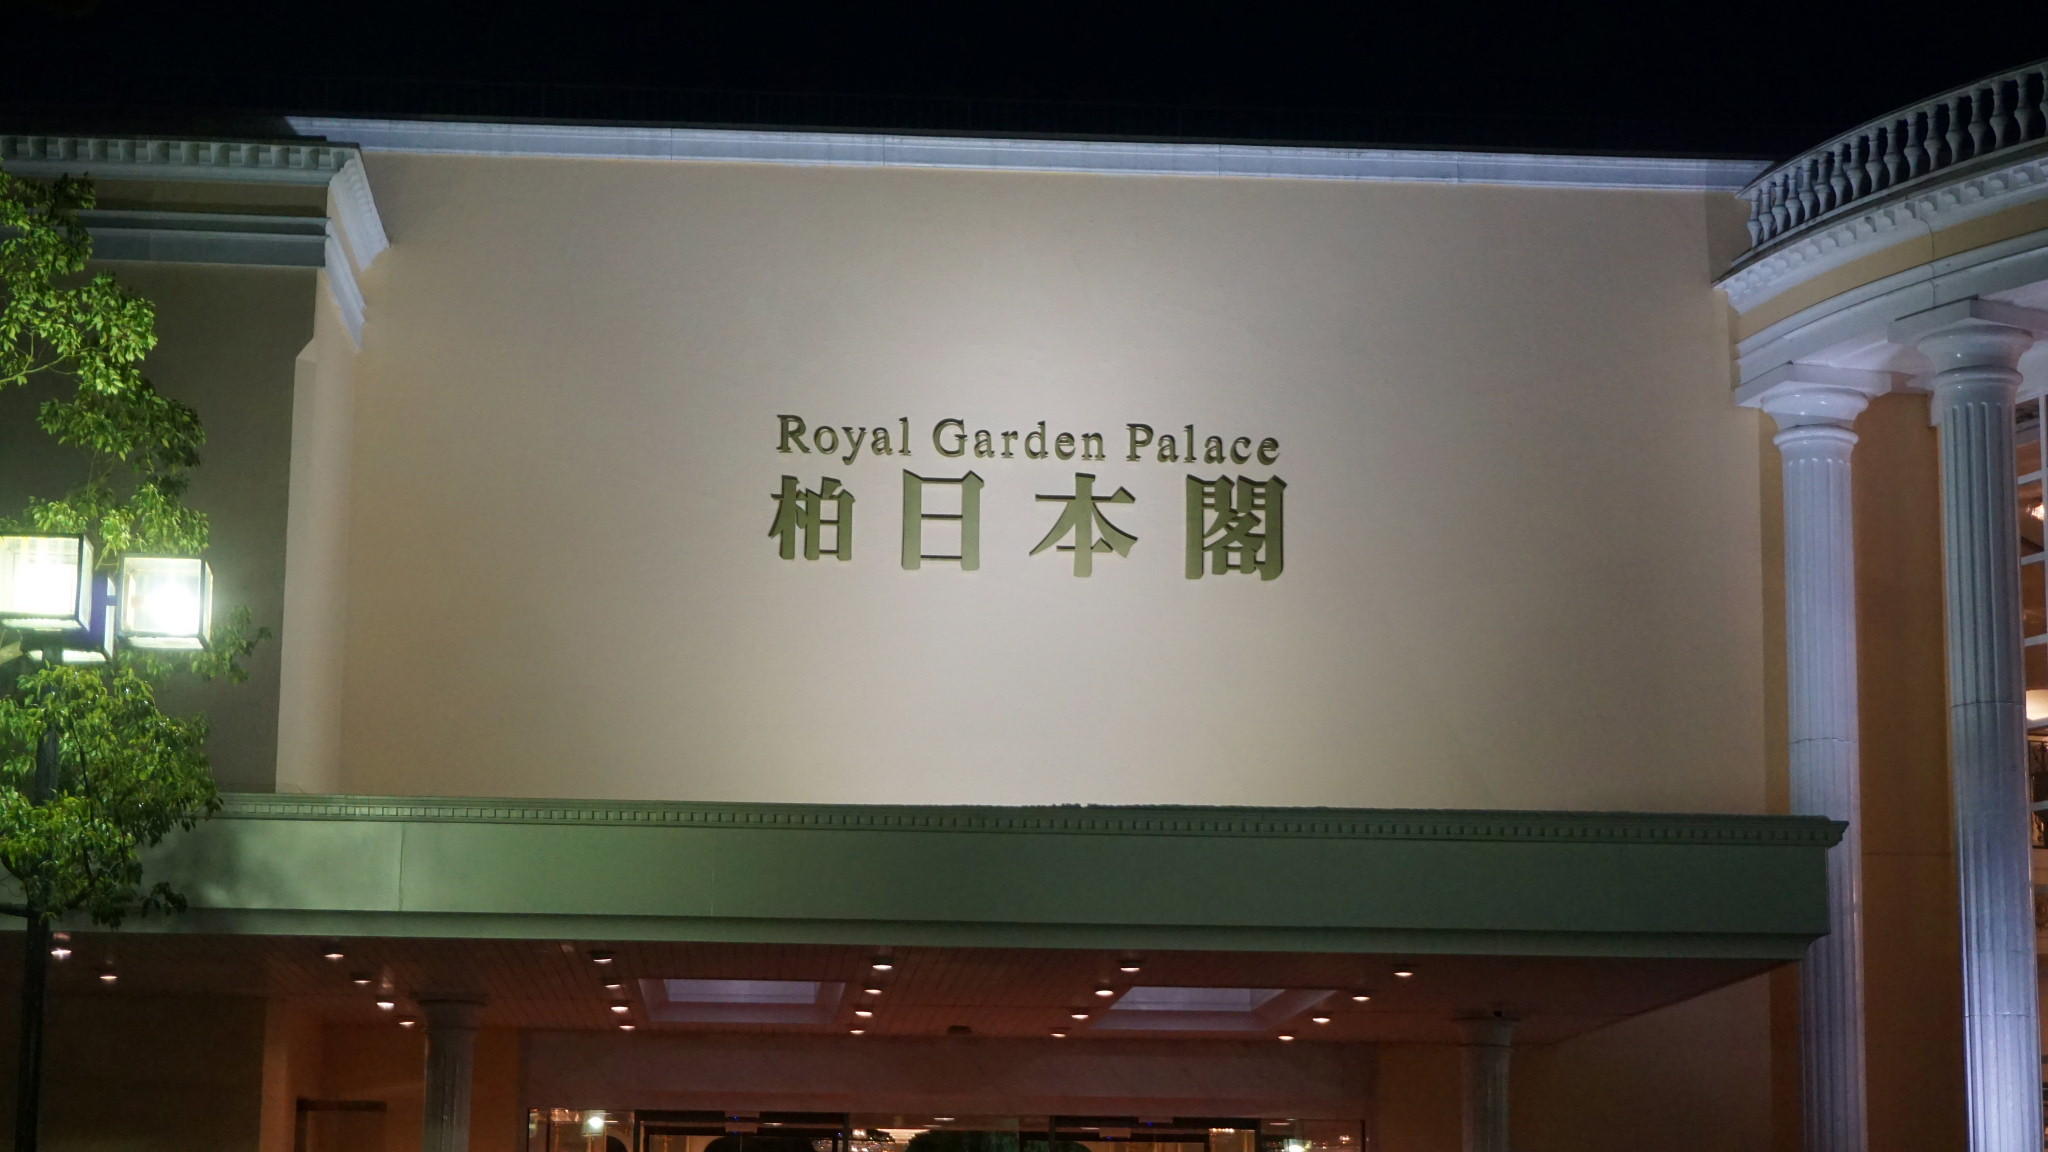 Royal Garden Palace
柏日本閣